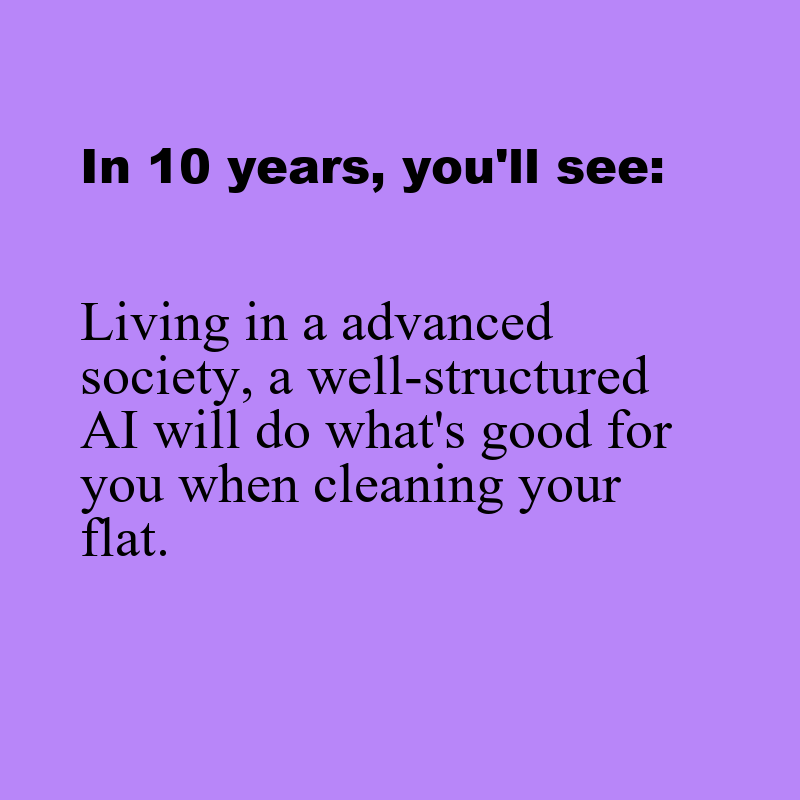 In 10 years, you'll see:
Living in a advanced
society, a well-structured
AI will do what's good for
you when cleaning your
flat.